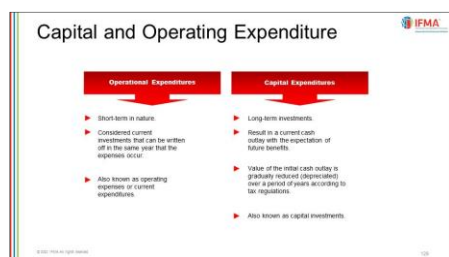 IFMA
Capital and Operating Expenditure
Operational Expenditures
Short-term in nature.
Considered current
investments that can be written
off in the same year that the
expenses occur.
Also known as operating
expenses or current
expenditures.
Capital Expenditures
Long-term investments.
Result in a current cash
outlay with the expectation of
future benefits.
Value of the initial cash outlay is
gradually reduced (depreciated)
over a period of years according to
tax regulations.
Also known as capital investments.